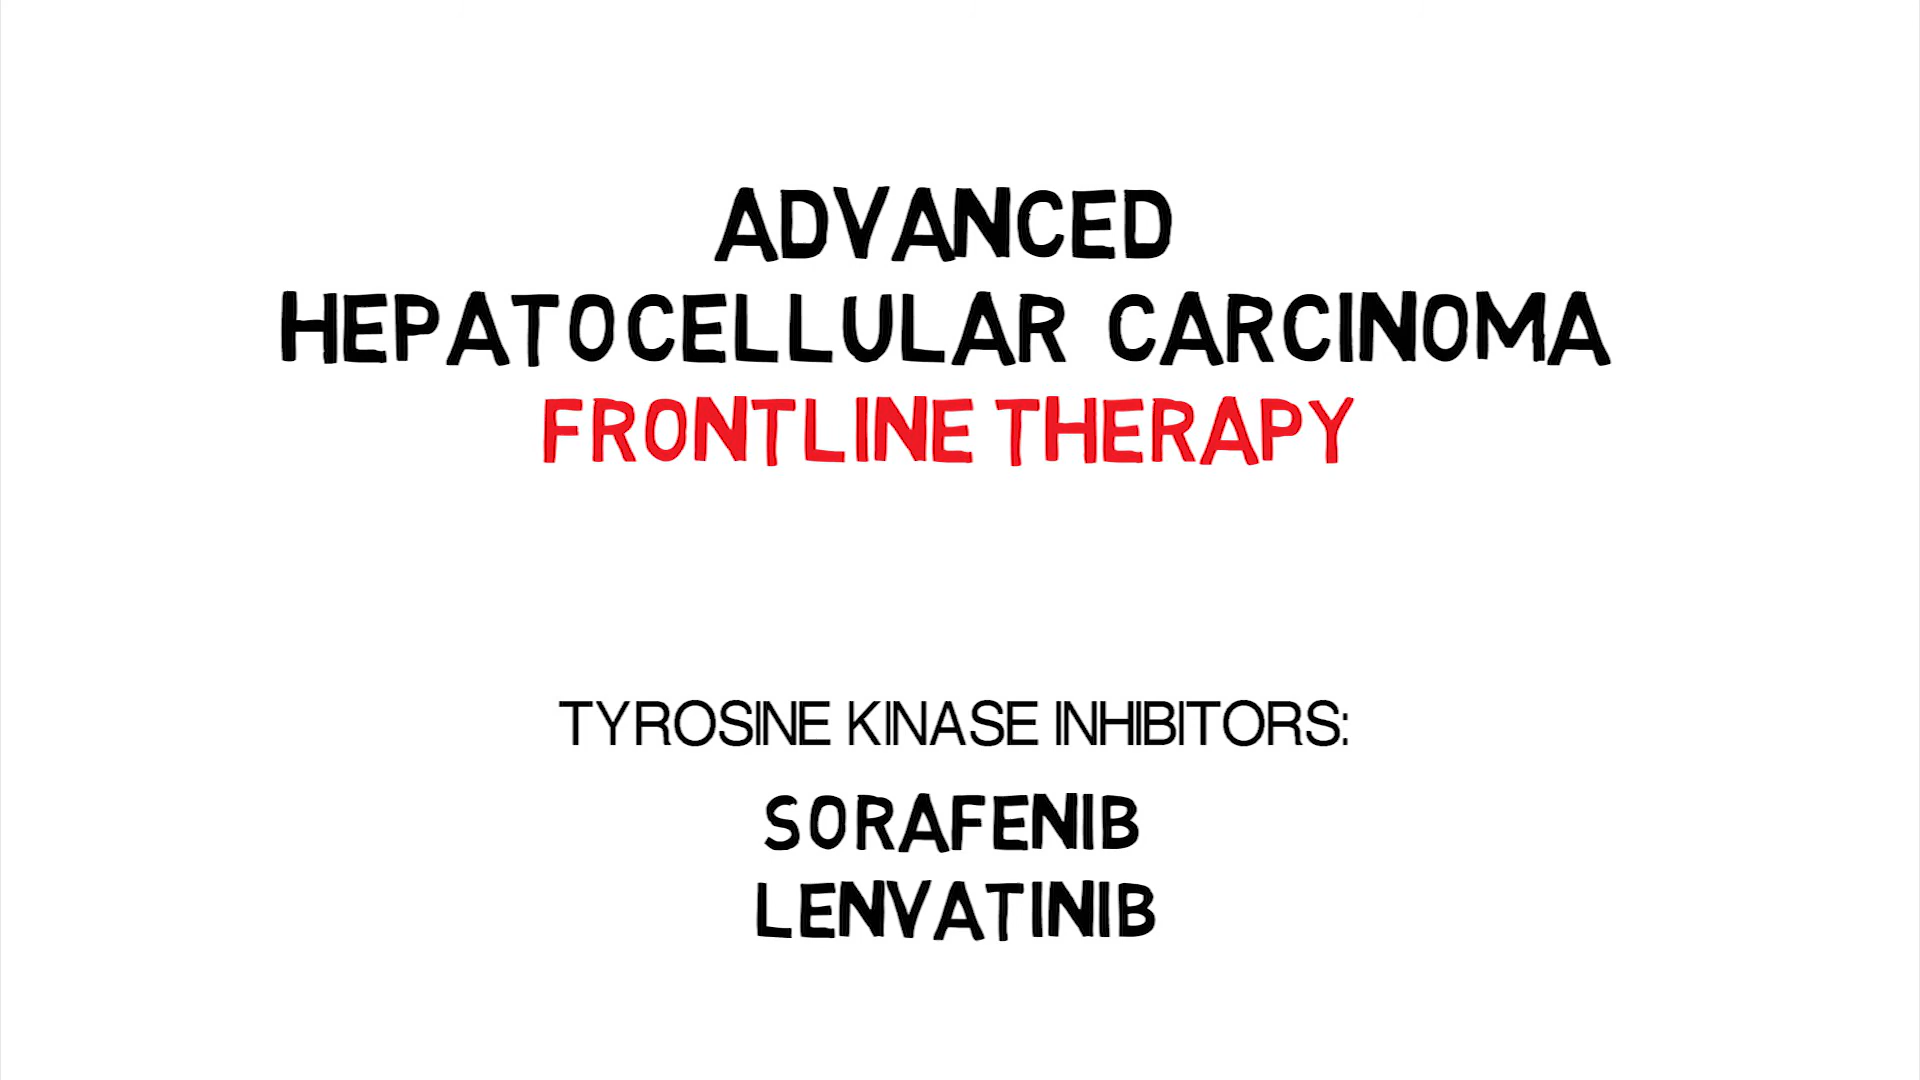 ADVANCED
HEPATOCELLULAR CARCINOMA
FRONTLINE THERAPY
TYROSINE KINASE INHIBITORS:
SORAFENIB
LENVATINIB